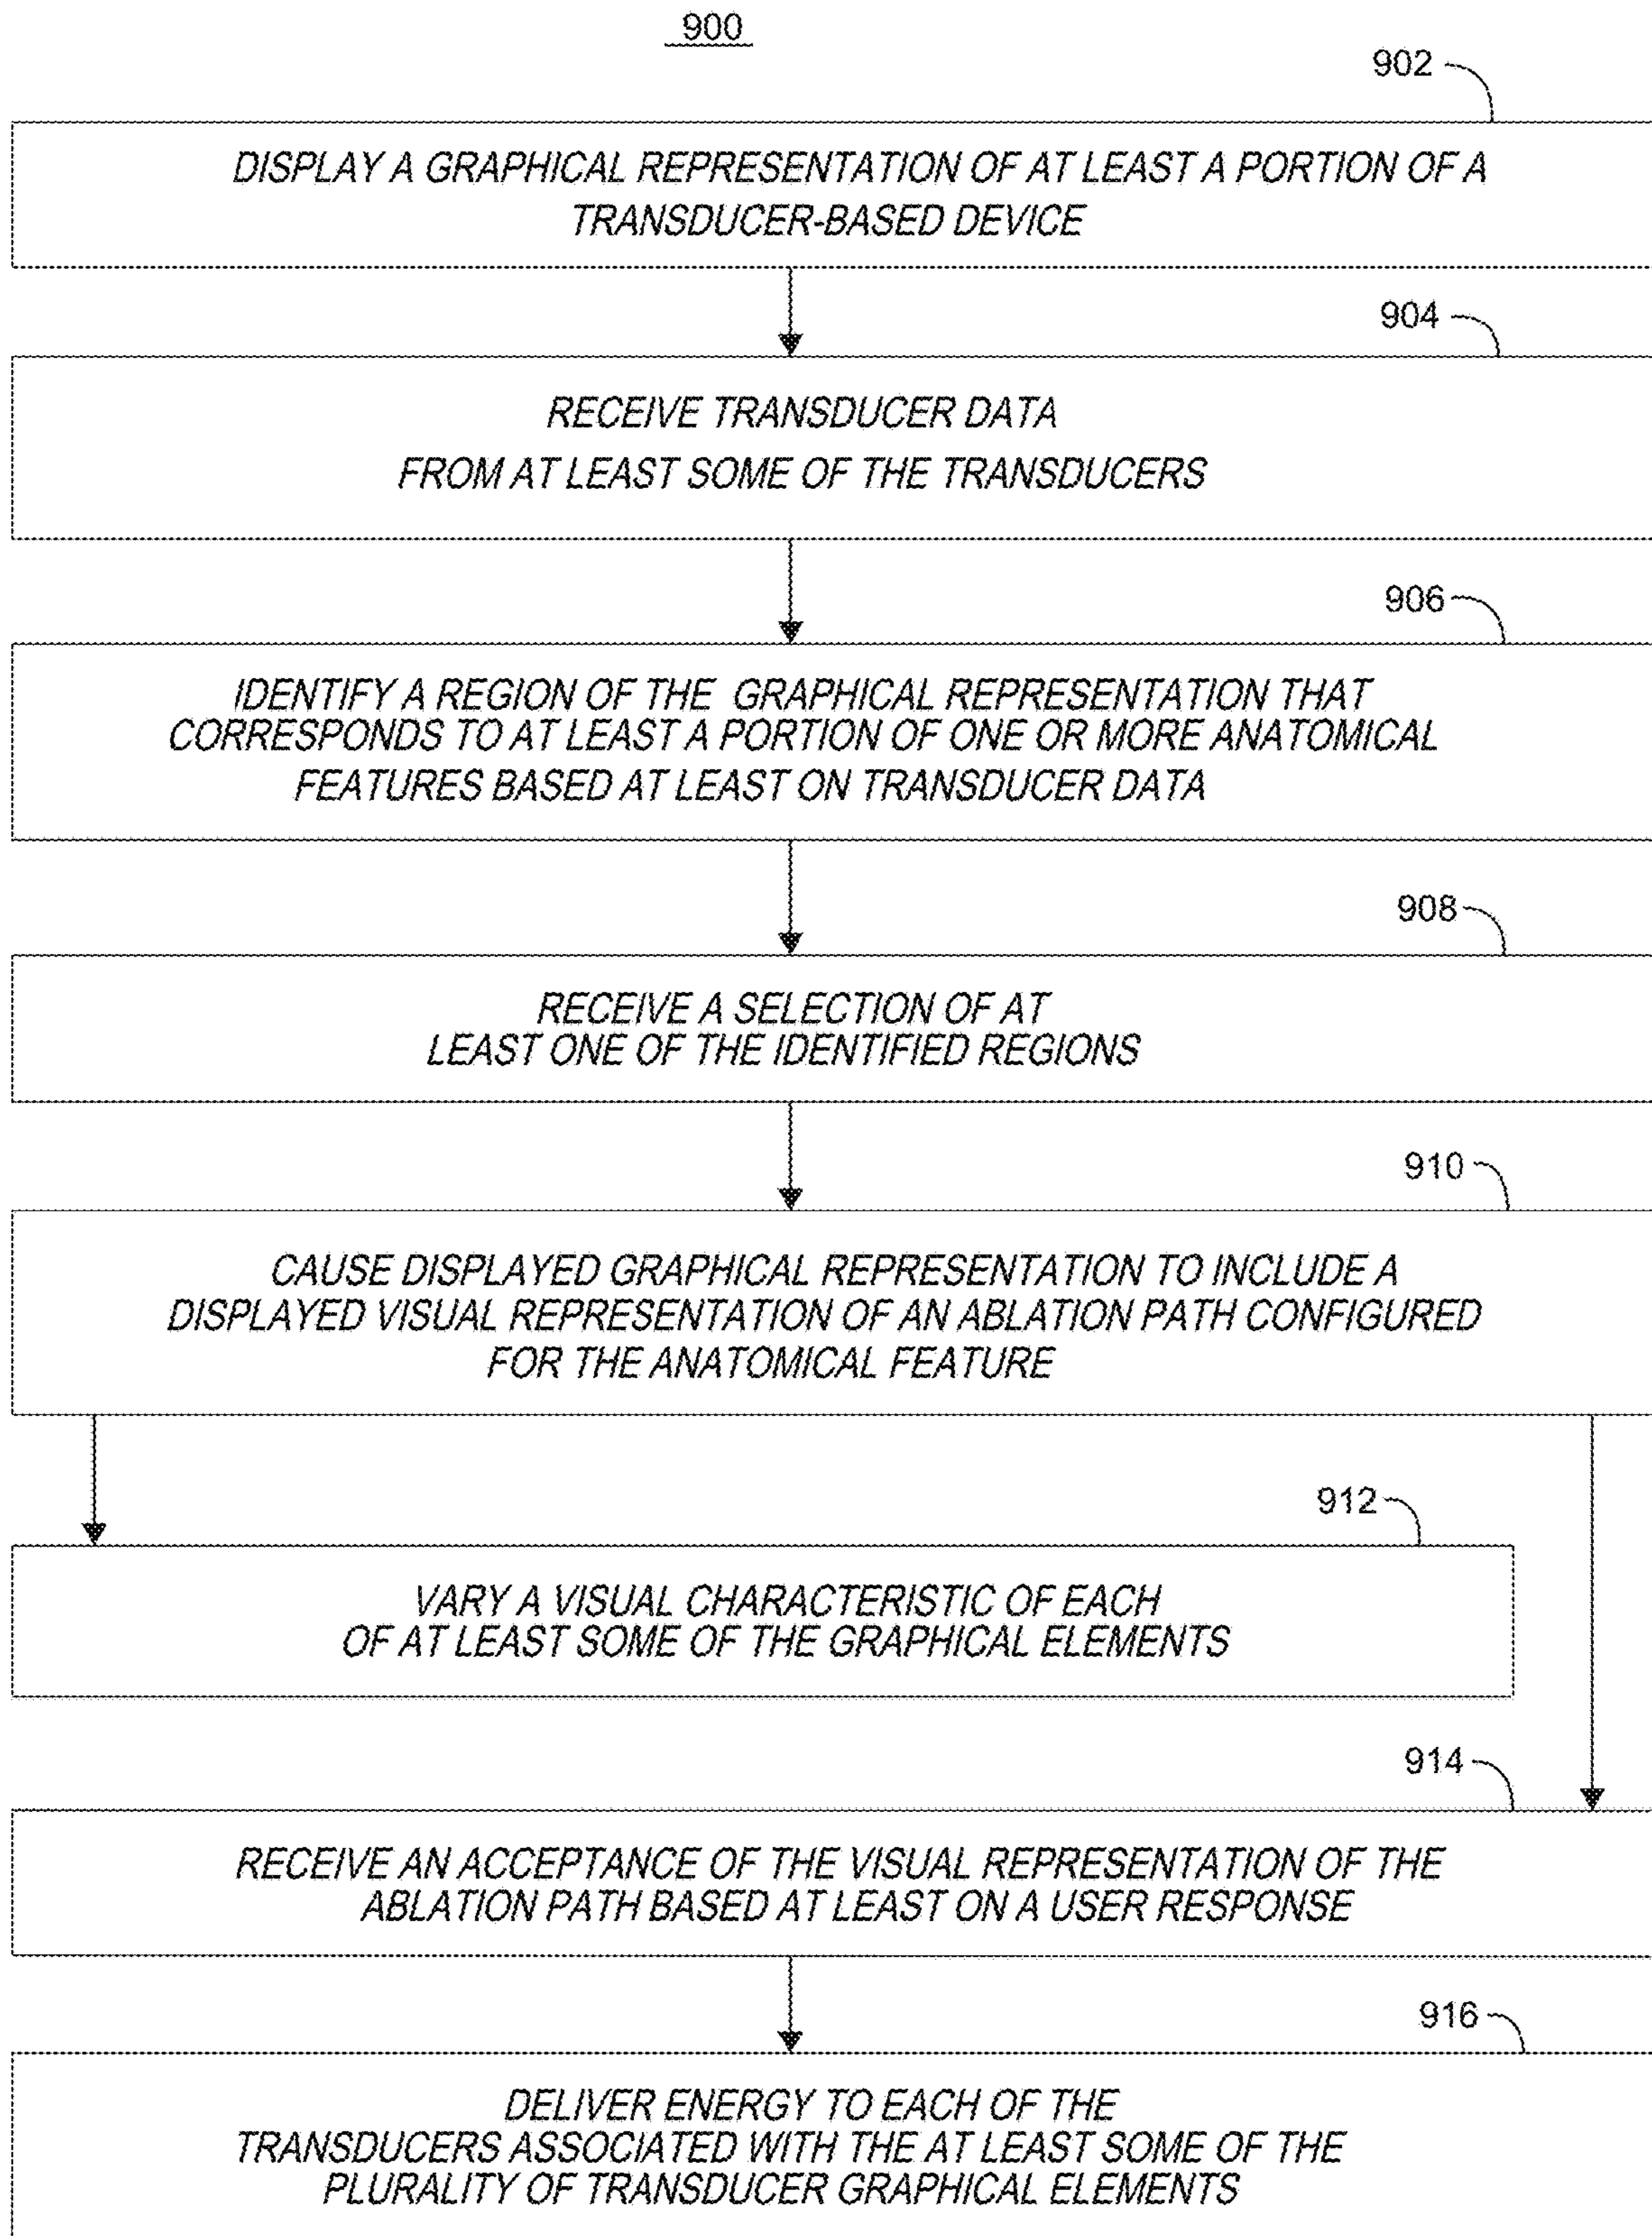 900
902
DISPLAY A GRAPHICAL REPRESENTATION OF AT LEAST A PORTION OF A
TRANSDUCER-BASED DEVICE
904
RECEIVE TRANSDUCER DATA
FROM AT LEAST SOME OF THE TRANSDUCERS
906
IDENTIFY A REGION OF THE GRAPHICAL REPRESENTATION THAT
CORRESPONDS TO AT LEAST A PORTION OF ONE OR MORE ANATOMICAL
FEATURES BASED AT LEAST ON TRANSDUCER DATA
908
RECEIVE A SELECTION OF AT
LEAST ONE OF THE IDENTIFIED REGIONS
910
CAUSE DISPLAYED GRAPHICAL REPRESENTATION TO INCLUDE A
DISPLAYED VISUAL REPRESENTATION OF AN ABLATION PATH CONFIGURED
FOR THE ANATOMICAL FEATURE
912
VARY A VISUAL CHARACTERISTIC OF EACH
OF AT LEAST SOME OF THE GRAPHICAL ELEMENTS
914
RECEIVE AN ACCEPTANCE OF THE VISUAL REPRESENTATION OF THE
ABLATION PATH BASED AT LEAST ON A USER RESPONSE
916
DELIVER ENERGY TO EACH OF THE
TRANSDUCERS ASSOCIATED WITH THE AT LEAST SOME OF THE
PLURALITY OF TRANSDUCER GRAPHICAL ELEMENTS